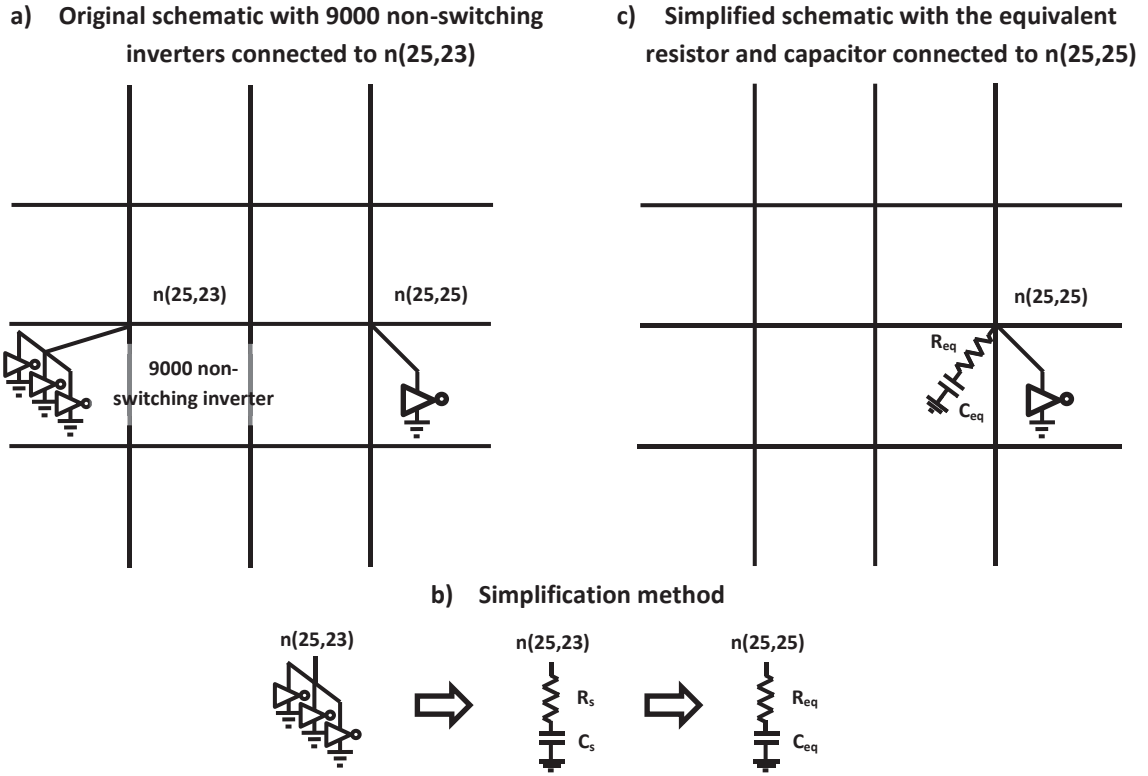 a) Original schematic with 9000 non-switching
inverters connected to n(25,23)
c) Simplified schematic with the equivalent
resistor and capacitor connected to n(25,25)
n(25,23)
n(25,25)
9000 non-
switching inverter
n(25,25)
Req
Ceq
b) Simplification method
n(25,23)
n(25,23)
n(25,25)
Rs
Req
Cs
Ceq